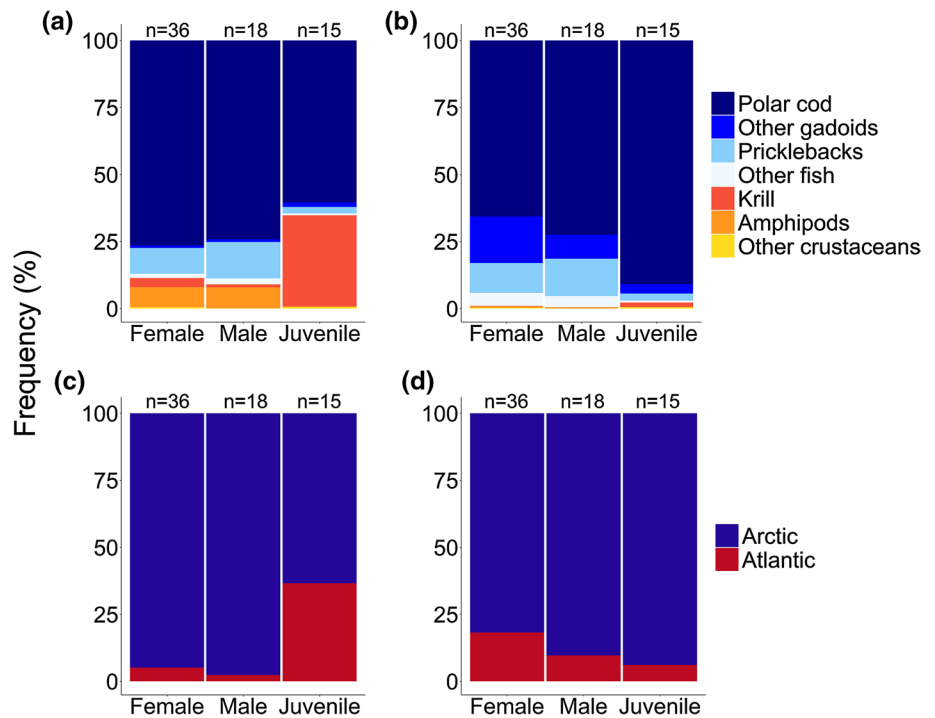 (a)
n=36 n=18 n=15
100
75
50
25
0
Female Male Juvenile
(b)
n=36 n=18 n=15
100
75
50
25
0
Female Male Juvenile
Polar cod
Other gadoids
Pricklebacks
Other fish
Krill
Amphipods
Other crustaceans
Frequency (%)
(c)
n=36 n=18 n=15
100
75
50
25
0
Female Male Juvenile
(d)
n=36 n=18 n=15
100
75
50
25
0
Female Male Juvenile
Arctic
Atlantic